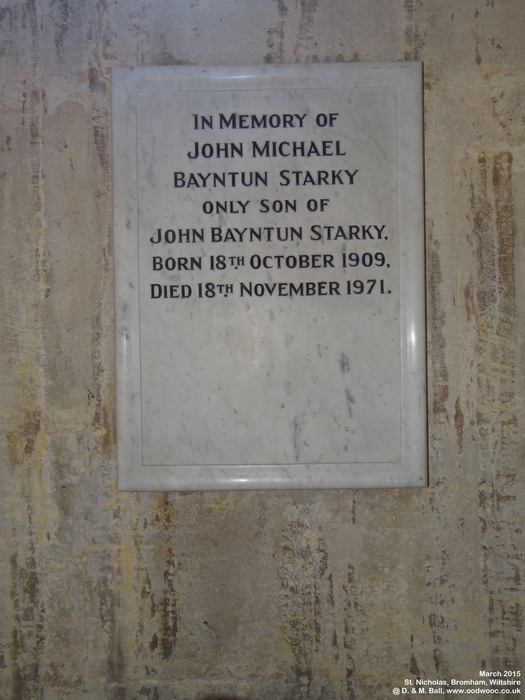 IN MEMORY OF
JOHN MICHAEL
BAYNTUN STARKY
ONLY SON OF
JOHN BAYNTUN STARKY.
BORN 18TH OCTOBER 1909.
DIED 18TH NOVEMBER 1971.
March 2015
St. Nicholas, Bromham, Wiltshire
@ D. & M. Ball, www.oodwooc.co.uk